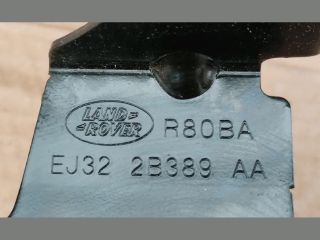 LAND
ROVER R80BA
EJ32 2B389 AA